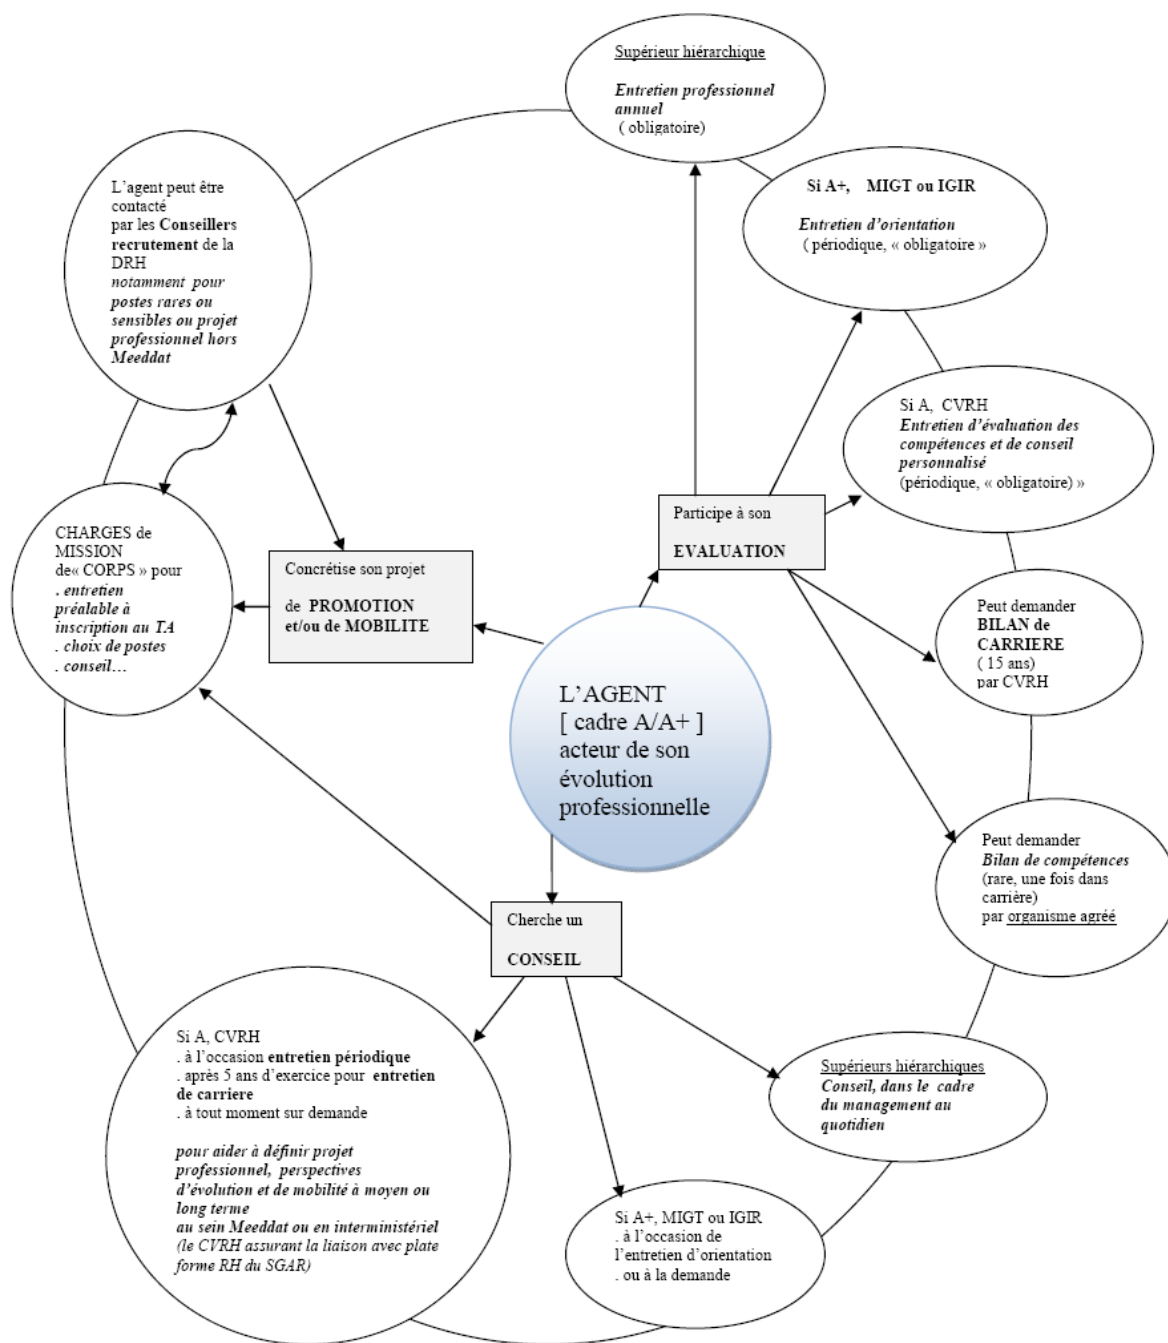 Supérieur hiérarchique
Entretien professionnel
annuel
( obligatoire)
Si A+, MIGT ou IGIR
Entretien d'orientation
( périodique, « obligatoire »
L'agent peut être
contacté
par les Conseillers
recrutement de la
DRH
notamment pour
postes rares ou
sensibles ou projet
professionnel hors
Meeddat
Si A, CVRH
Entretien d'évaluation des
compétences et de conseil
personnalisé
(périodique, « obligatoire) »
Participe à son
EVALUATION
CHARGES de
MISSION
de« CORPS » pour
. entretien
préalable à
inscription au TA
. choix de postes
. conseil…
Concrétise son projet
de PROMOTION
et/ou de MOBILITE
Peut demander
BILAN de
CARRIERE
( 15 ans)
par CVRH
L'AGENT
[ cadre A/A+ ]
acteur de son
évolution
professionnelle
Peut demander
Bilan de compétences
(rare, une fois dans
carrière)
par organisme agréé
Cherche un
CONSEIL
Si A, CVRH
. à l'occasion entretien périodique
. après 5 ans d'exercice pour entretien
de carriere
. à tout moment sur demande
pour aider à définir projet
professionnel, perspectives
d'évolution et de mobilité à moyen ou
long terme
au sein Meeddat ou en interministériel
(le CVRH assurant la liaison avec plate
forme RH du SGAR)
Supérieurs hiérarchiques
Conseil, dans le cadre
du management au
quotidien
Si A+, MIGT ou IGIR
. à l'occasion de
l'entretien d'orientation
. ou à la demande